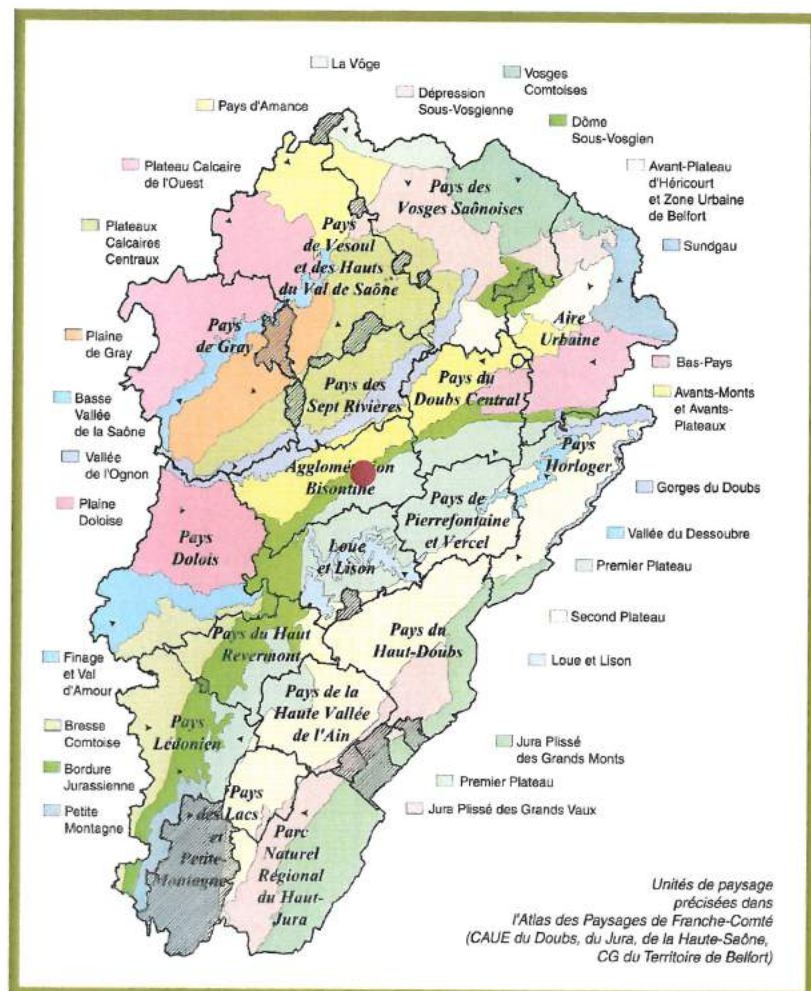 La Vôge
Vosges
Comtoises
Pays d'Amance
Dépression
Sous-Vosgienne
Dôme
Sous-Vosgien
Plateau Calcaire
de l'Ouest
Avant-Plateau
d'Héricourt
et Zone Urbaine
de Belfort
Pays des
Vosges Saônoises
Plateaux
Calcaires
Centraux
Pays
de Vesoul
et des Hauts
du Val de Saône
Sundgau
Pays
de Gray
Aire
Urbaine
Plaine
de Gray
Pays des
Sept Rivières
Pays du
Doubs Central
Bas-Pays
Basse
Vallée
de la Saône
Avants-Monts
et Avants-
Plateaux
Vallée
de l'Ognon
Agglomération
Bisontine
Pays
Horloger
Gorges du Doubs
Plaine
Doloise
Pays
Dolois
Loue
et Lison
Pays de
Pierrefontaine
et Vercel
Vallée du Dessoubre
Premier Plateau
Second Plateau
Pays du Haut
Revermont
Pays du
Haut-Doubs
Loue et Lison
Finage
et Val
d'Amour
Pays de la
Haute Vallée
de l'Ain
Bresse
Comtoise
Pays
Lédonien
Jura Plissé
des Grands Monts
Bordure
Jurassienne
Premier Plateau
Petite
Montagne
Pays
des Lacs
et
Petite-
Montagne
Jura Plissé des Grands Vaux
Parc
Naturel
Régional
du Haut-
Jura
Unités de paysage
précisées dans
l'Atlas des Paysages de Franche-Comté
(CAUE du Doubs, du Jura, de la Haute-Saône,
CG du Territoire de Belfort)